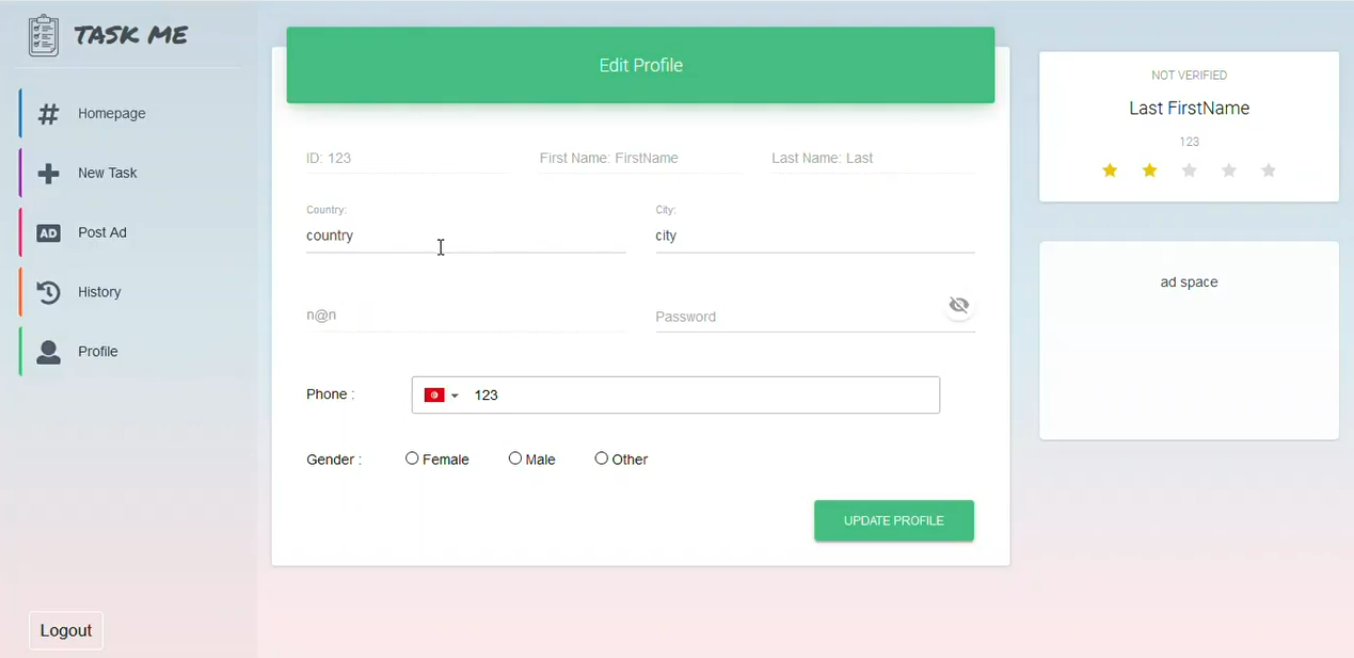 TASK ME
Homepage
New Task
AD Post Ad
History
Profile
Logout
Edit Profile
ID: 123 First Name: FirstName Last Name: Last
Country: City:
country city
n@n Password
Phone : 123
Gender : Female Male Other
UPDATE PROFILE
NOT VERIFIED
Last FirstName
123
ad space